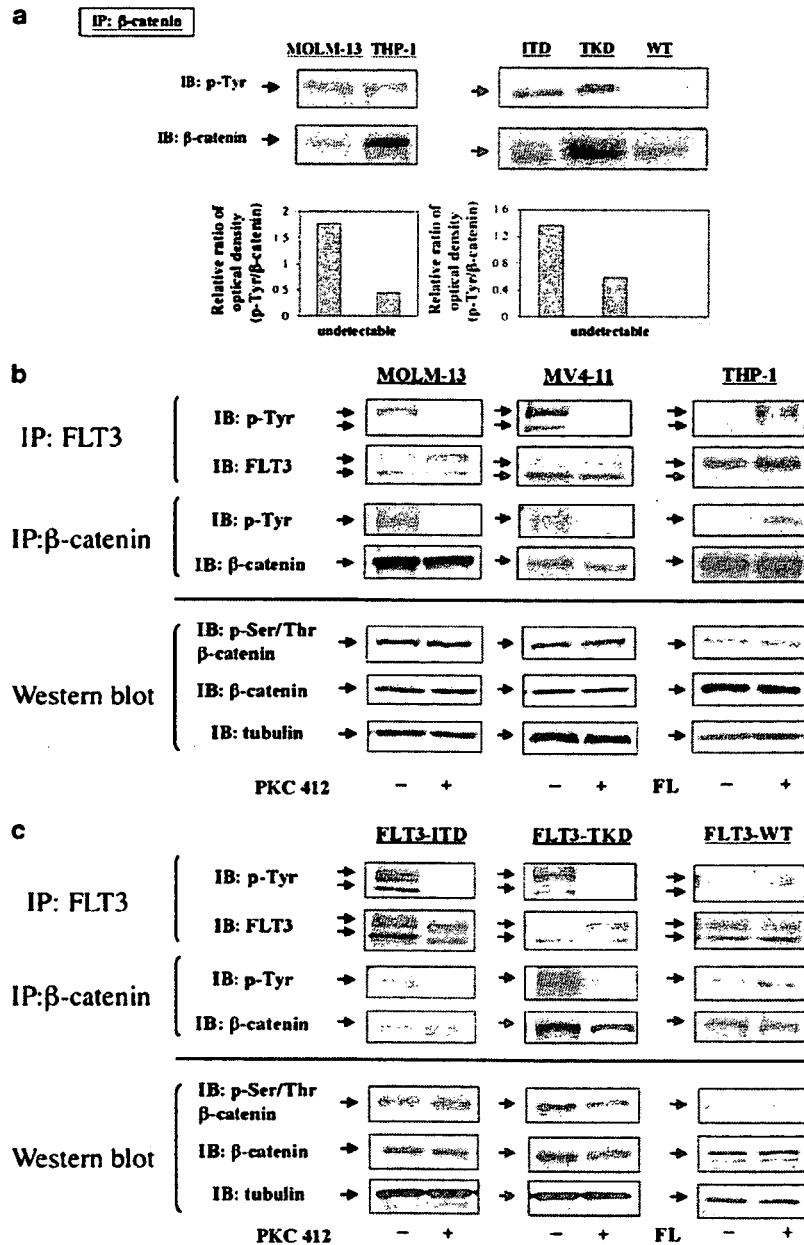 a
IP: β-catenin
MOLM-13 THP-1
ITD TKD WT
IB: p-Tyr
IB: β-catenin
Relative ratio of
optical density
(p-Tyr/β-catenin)
2
1.5
1
0.5
0
undetectable
Relative ratio of
optical density
(p-Tyr/β-catenin)
1.6
1.2
0.8
0.4
0
undetectable
b
MOLM-13 MV4-11 THP-1
IP: FLT3
IB: p-Tyr
IB: FLT3
IP:β-catenin
IB: p-Tyr
IB: β-catenin
Western blot
IB: p-Ser/Thr
β-catenin
IB: β-catenin
IB: tubulin
PKC 412 - + - + FL - +
c
FLT3-ITD FLT3-TKD FLT3-WT
IP: FLT3
IB: p-Tyr
IB: FLT3
IP:β-catenin
IB: p-Tyr
IB: β-catenin
Western blot
IB: p-Ser/Thr
β-catenin
IB: β-catenin
IB: tubulin
PKC 412 - + - + FL - +